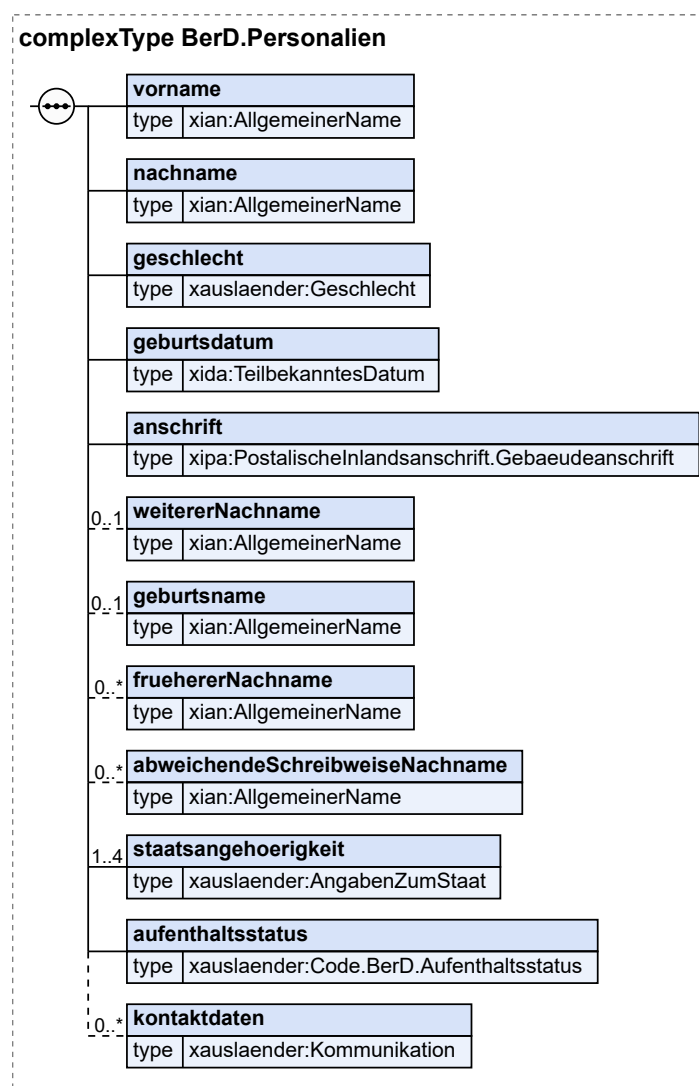 complexType BerD.Personalien
vorname
type xian:AllgemeinerName
nachname
type xian:AllgemeinerName
geschlecht
type xauslaender:Geschlecht
geburtsdatum
type xida:TeilbekanntesDatum
anschrift
type xipa:PostalischeInlandsanschrift.Gebaeudeanschrift
0..1 weitererNachname
type xian:AllgemeinerName
0..1 geburtsname
type xian:AllgemeinerName
0..* fruehererNachname
type xian:AllgemeinerName
0..* abweichendeSchreibweiseNachname
type xian:AllgemeinerName
1..4 staatsangehoerigkeit
type xauslaender:AngabenZumStaat
aufenthaltsstatus
type xauslaender:Code.BerD.Aufenthaltsstatus
0..* kontaktdaten
type xauslaender:Kommunikation